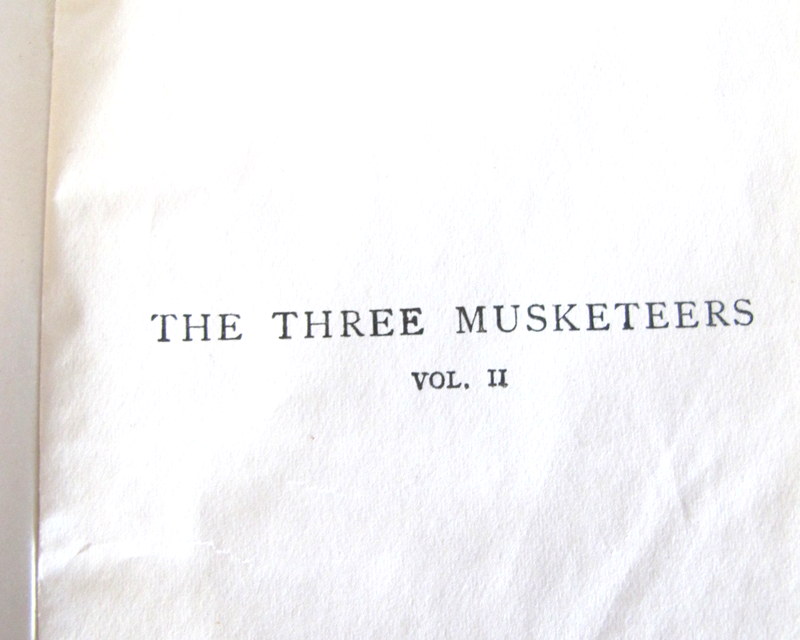 THE THREE MUSKETEERS
VOL. II